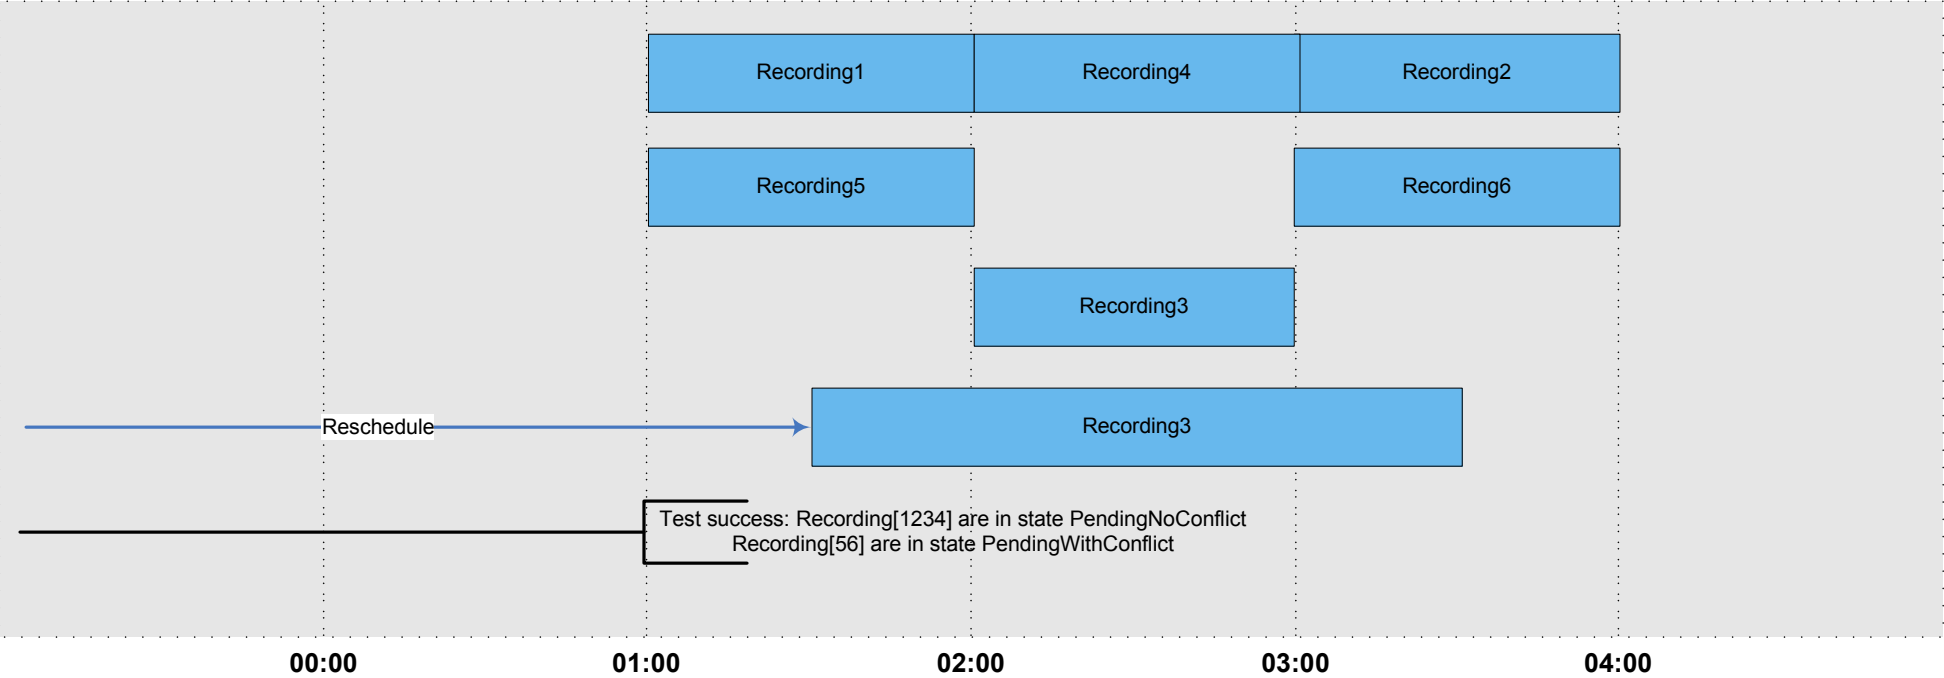 Recording1
Recording4
Recording2
Recording5
Recording6
Recording3
Reschedule
Recording3
Test success: Recording[1234] are in state PendingNoConflict
Recording[56] are in state PendingWithConflict
00:00
01:00
02:00
03:00
04:00